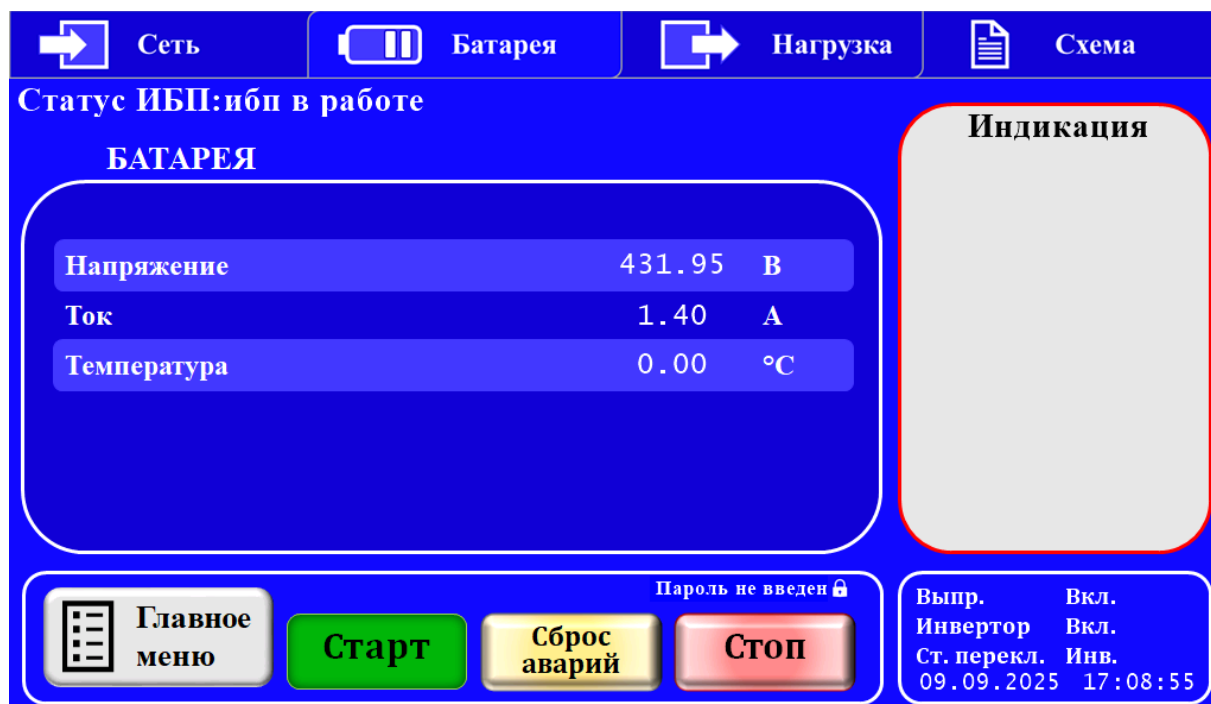 Сеть Батарея Нагрузка Схема
Статус ИБП:ибп в работе
Индикация
БАТАРЕЯ
Напряжение 431.95 В
Ток 1.40 А
Температура 0.00 °C
Пароль не введен
Главное
меню
Старт
Сброс
аварий
Стоп
Выпр. Вкл.
Инвертор Вкл.
Ст. перекл. Инв.
09.09.2025 17:08:55